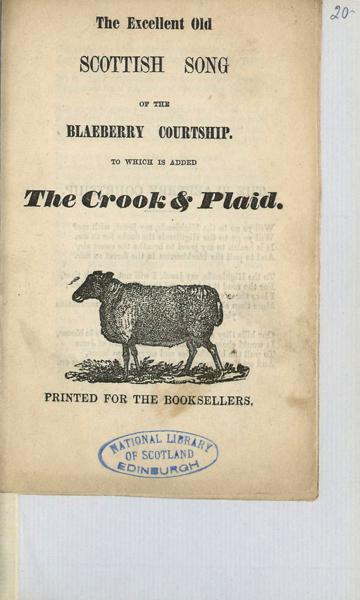 20-
The Excellent Old
SCOTTISH SONG
OF THE
BLAEBERRY COURTSHIP.
TO WHICH IS ADDED
The Crook & Plaid.
PRINTED FOR THE BOOKSELLERS.
NATIONAL LIBRARY
OF SCOTLAND
EDINBURGH